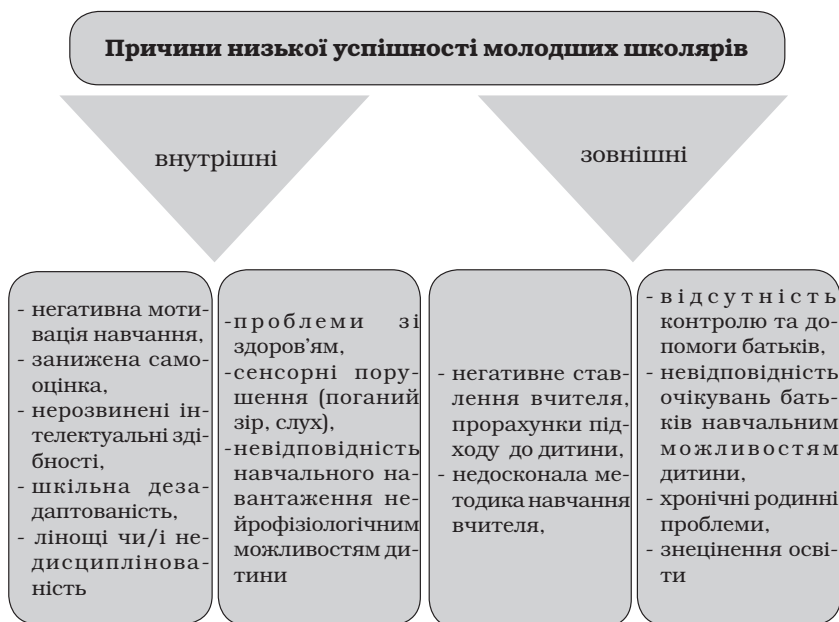 Причини низької успішності молодших школярів
внутрішні
зовнішні
- негативна моти-
вація навчання,
- занижена само-
оцінка,
- нерозвинені ін-
телектуальні зді-
бності,
- шкільна деза-
даптованість,
- лінощі чи/і не-
дисциплінова-
ність
-проблеми зі
здоров'ям,
-сенсорні пору-
шення (поганий
зір, слух),
-невідповідність
навчального на-
вантаження не-
йрофізіологічним
можливостям ди-
тини
- негативне став-
лення вчителя,
прорахунки під-
ходу до дитини,
- недосконала ме-
тодика навчання
вчителя,
- відсутність
контролю та до-
помоги батьків,
- невідповідність
очікувань бать-
ків навчальним
можливостям
дитини,
- хронічні родинні
проблеми,
- знецінення осві-
ти